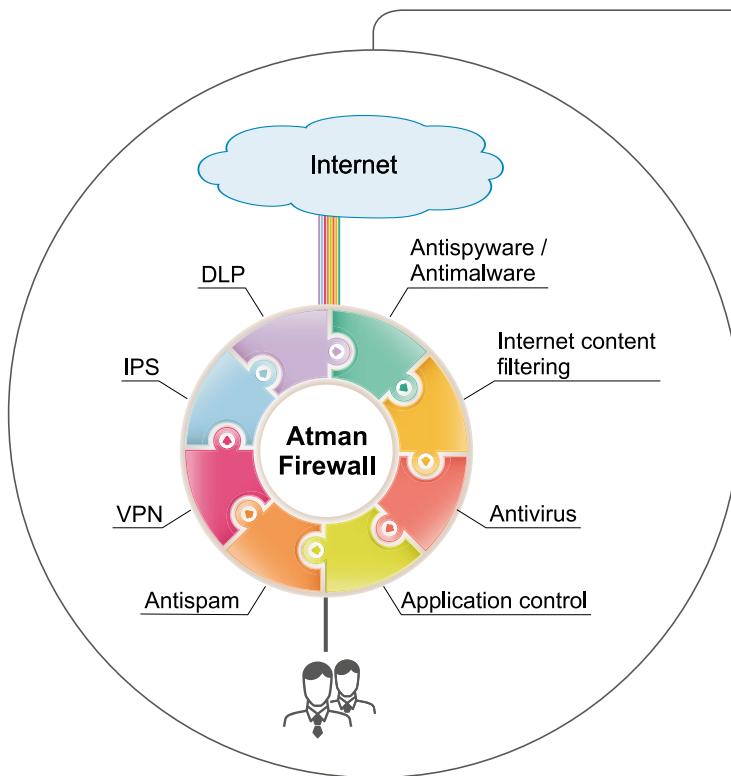 Internet
Antispyware /
Antimalware
DLP
Internet content
filtering
IPS
Atman
Firewall
VPN
Antivirus
Antispam
Application control